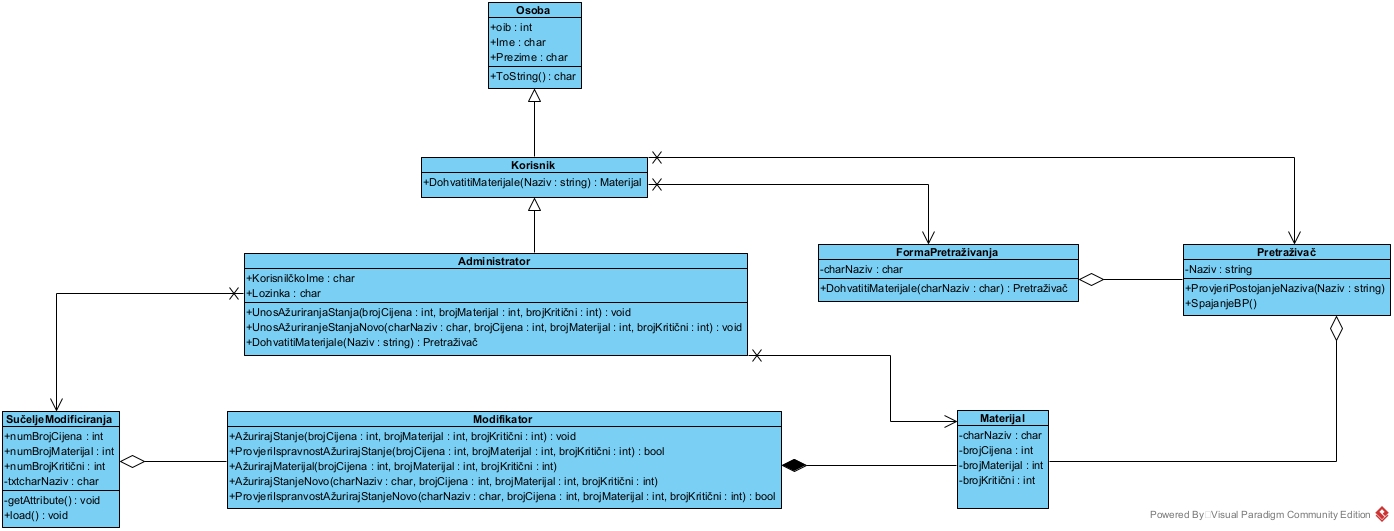 Osoba
+oib : int
+Ime : char
+Prezime : char
+ToString() : char
Korisnik
+DohvatitiMaterijale(Naziv : string) : Materijal
Administrator
+KorisnilčkoIme : char
+Lozinka : char
+UnosAžuriranjaStanja(brojCijena : int, brojMaterijal : int, brojKritični : int) : void
+UnosAžuriranjeStanjaNovo(charNaziv : char, brojCijena : int, brojMaterijal : int, brojKritični : int) : void
+DohvatitiMaterijale(Naziv : string) : Pretraživač
FormaPretraživanja
-charNaziv : char
+DohvatitiMaterijale(charNaziv : char) : Pretraživač
Pretraživač
-Naziv : string
+ProvjeriPostojanjeNaziva(Naziv : string)
+SpajanjeBP()
SučeljeModificiranja
+numBrojCijena : int
+numBrojMaterijal : int
+numBrojKritični : int
-txtcharNaziv : char
-getAttribute() : void
+load() : void
Modifikator
+AžurirajStanje(brojCijena : int, brojMaterijal : int, brojKritični : int) : void
+ProvjeriIspravnostAžurirajStanje(brojCijena : int, brojMaterijal : int, brojKritični : int) : bool
+AžurirajMaterijal(brojCijena : int, brojMaterijal : int, brojKritični : int)
+AžurirajStanjeNovo(charNaziv : char, brojCijena : int, brojMaterijal : int, brojKritični : int)
+ProvjeriIspravostAžurirajStanjeNovo(charNaziv : char, brojCijena : int, brojMaterijal : int, brojKritični : int) : bool
Materijal
-charNaziv : char
-brojCijena : int
-brojMaterijal : int
-brojKritični : int
Powered By Visual Paradigm Community Edition